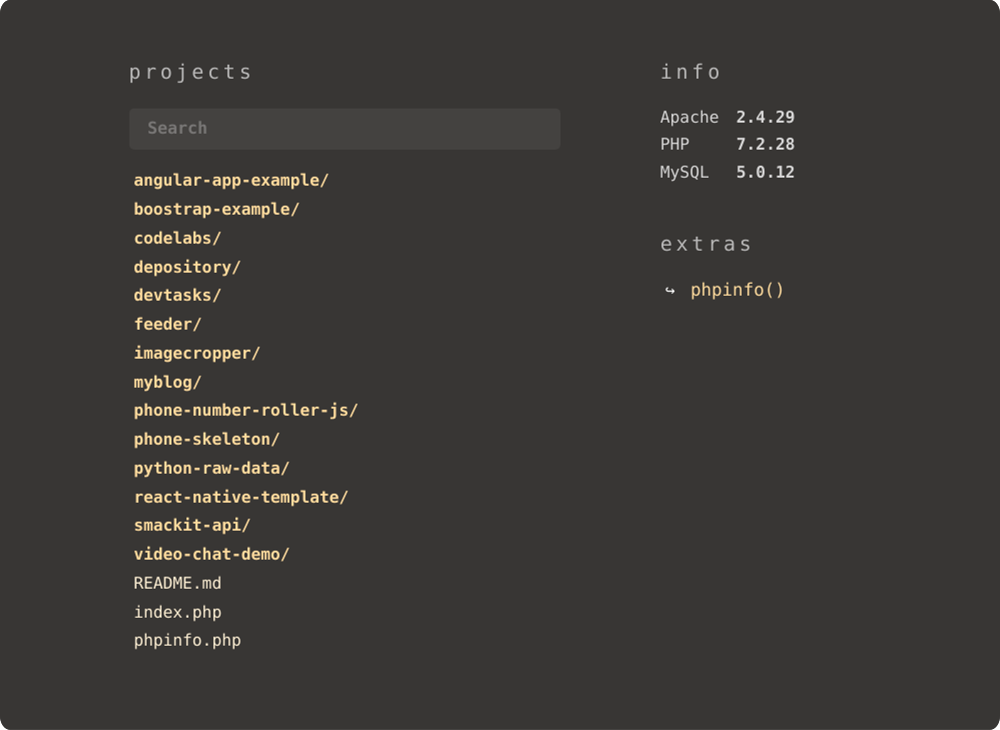 projects
Search
angular-app-example/
boostrap-example/
codelabs/
depository/
devtasks/
feeder/
imagecropper/
myblog/
phone-number-roller-js/
phone-skeleton/
python-raw-data/
react-native-template/
smackit-api/
video-chat-demo/
README.md
index.php
phpinfo.php
info
Apache 2.4.29
PHP 7.2.28
MySQL 5.0.12
extras
↪ phpinfo()